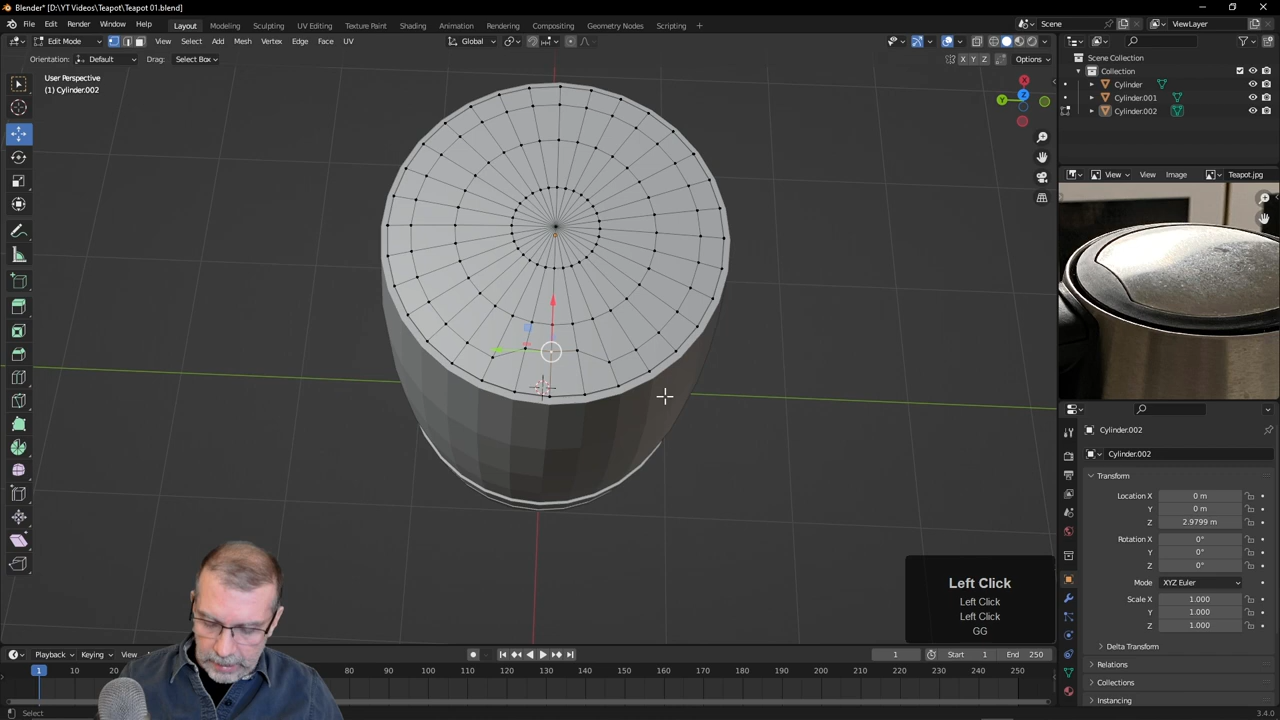 Blender* [D:\YT Videos\Teapot\Teapot 01.blend]
File Edit Render Window Help Layout Modeling Sculpting UV Editing Texture Paint Shading Animation Rendering Compositing Geometry Nodes Scripting + Scene ViewLayer
Edit Mode View Select Add Mesh Vertex Edge Face UV Global
Orientation: Default Drag: Select Box X Y Z Options
User Perspective
(1) Cylinder.002
X
Y
Z
Scene Collection
Collection
Cylinder
Cylinder.001
Cylinder.002
View View Image Teapot.jpg
Cylinder.002
Cylinder.002
Transform
Location X 0 m
Y 0 m
Z 2.9799 m
Rotation X 0°
Y 0°
Z 0°
Mode XYZ Euler
Scale X 1.000
Y 1.000
Z 1.000
Delta Transform
Relations
Collections
Instancing
Left Click
Left Click
Left Click
GG
Playback Keying View 1 Start 1 End 250
1 10 20 80 90 100 110 120 130 140 150 160 170 180 190 200 210 220 230 240 250
Select 3.4.0